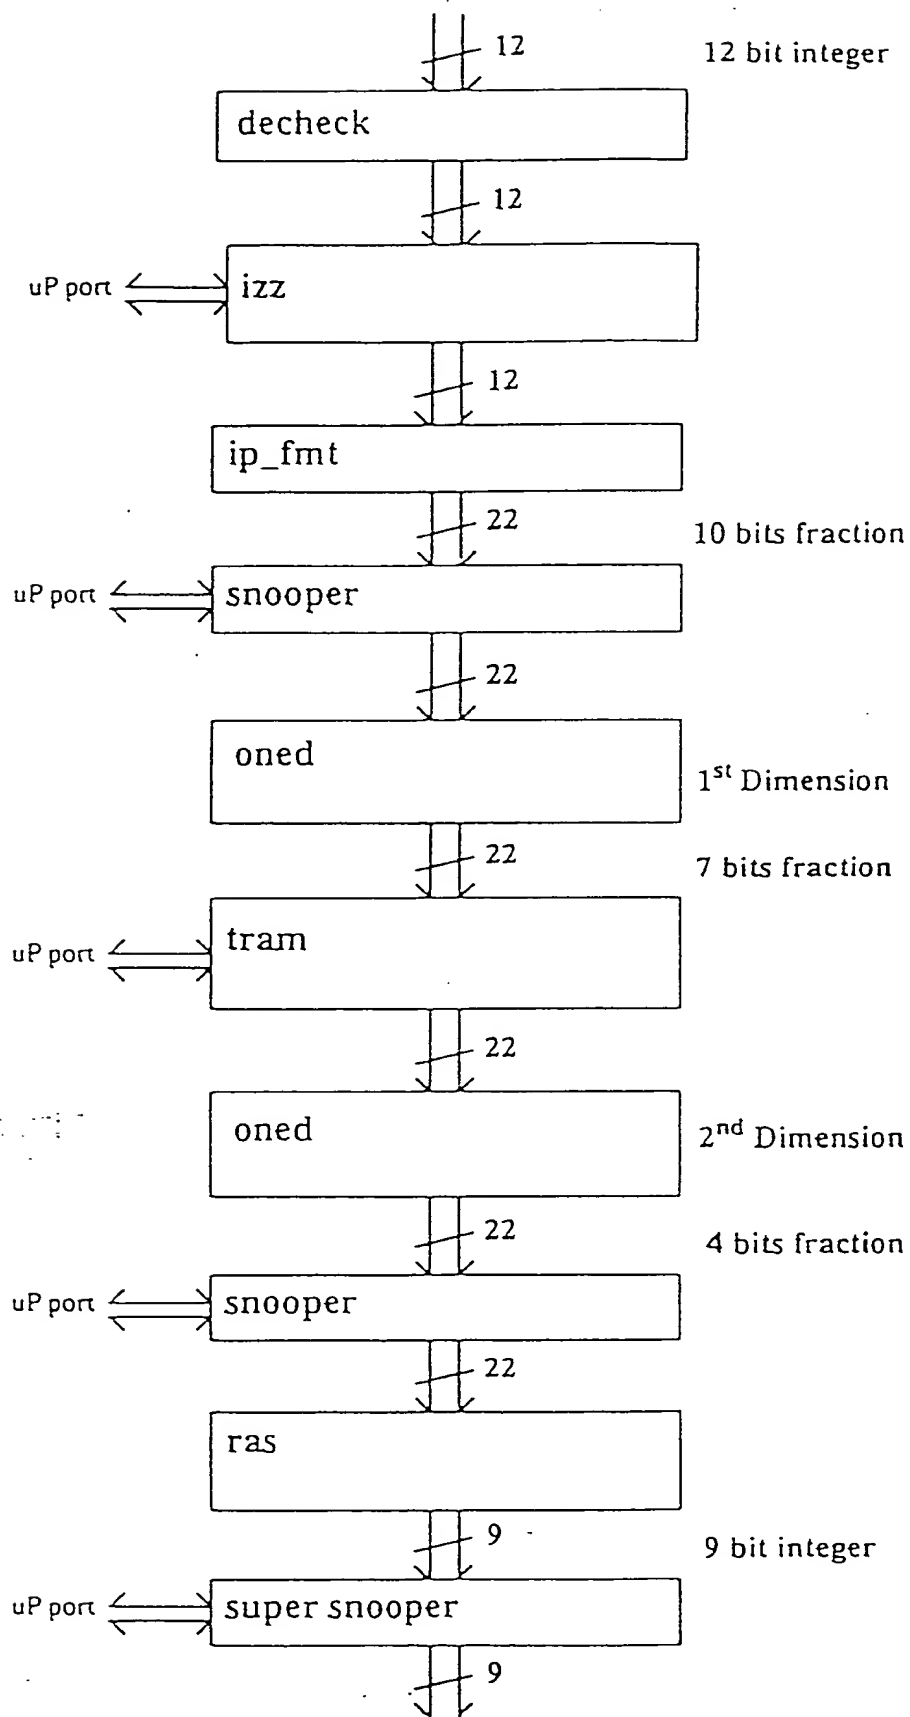 12
12 bit integer
decheck
12
uP port
izz
12
ip_fmt
22
10 bits fraction
uP port
snooper
22
oned
1st Dimension
22
7 bits fraction
uP port
tram
22
oned
2nd Dimension
22
4 bits fraction
uP port
snooper
22
ras
9
9 bit integer
uP port
super snooper
9